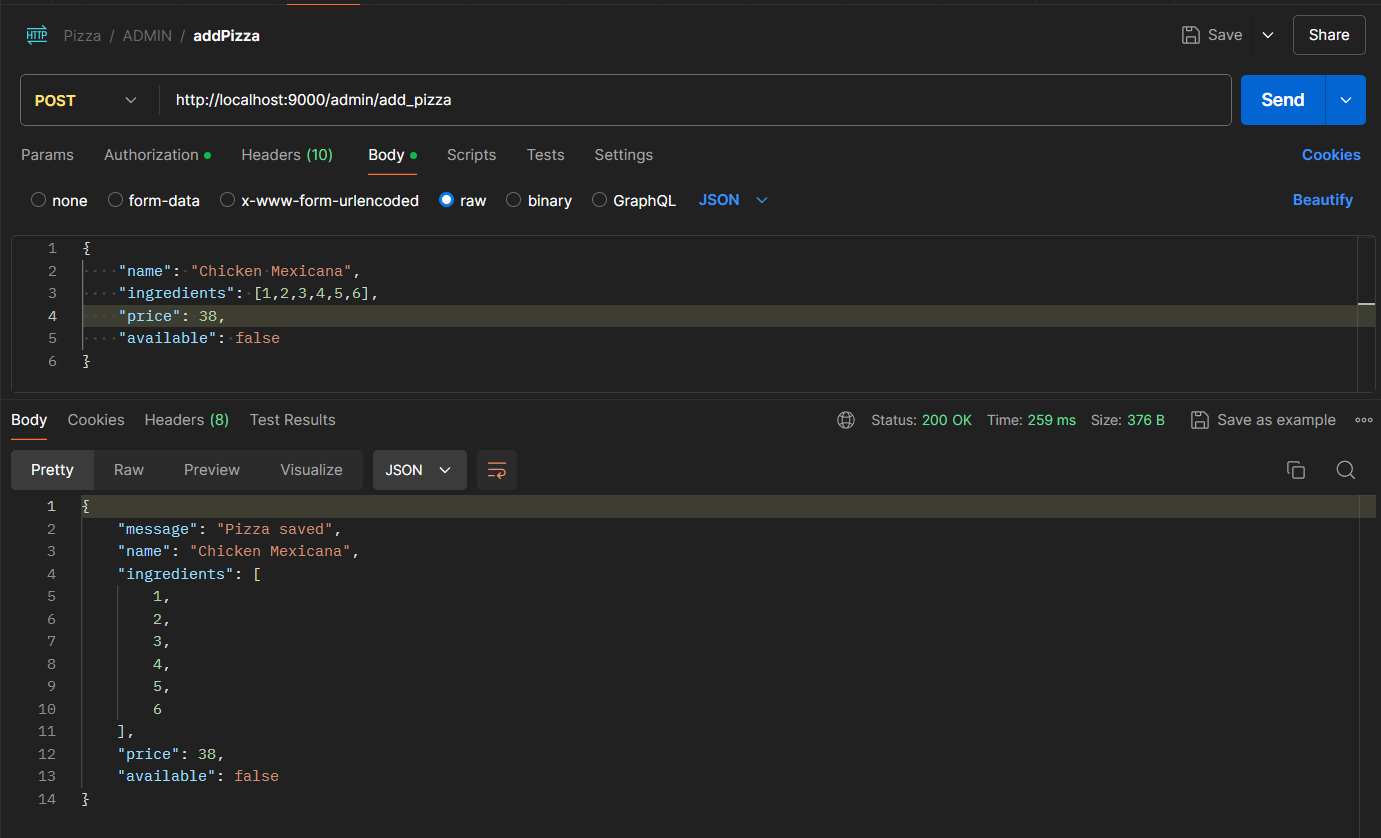 HTTP Pizza / ADMIN / addPizza Save Share
POST http://localhost:9000/admin/add_pizza Send
Params Authorization Headers (10) Body Scripts Tests Settings Cookies
none form-data x-www-form-urlencoded raw binary GraphQL JSON Beautify
1 {
2 ····"name":·"Chicken·Mexicana",
3 ····"ingredients":·[1,2,3,4,5,6],
4 ····"price":·38,
5 ····"available":·false
6 }
Body Cookies Headers (8) Test Results Status: 200 OK Time: 259 ms Size: 376 B Save as example
Pretty Raw Preview Visualize JSON
1 {
2 "message": "Pizza saved",
3 "name": "Chicken Mexicana",
4 "ingredients": [
5 1,
6 2,
7 3,
8 4,
9 5,
10 6
11 ],
12 "price": 38,
13 "available": false
14 }